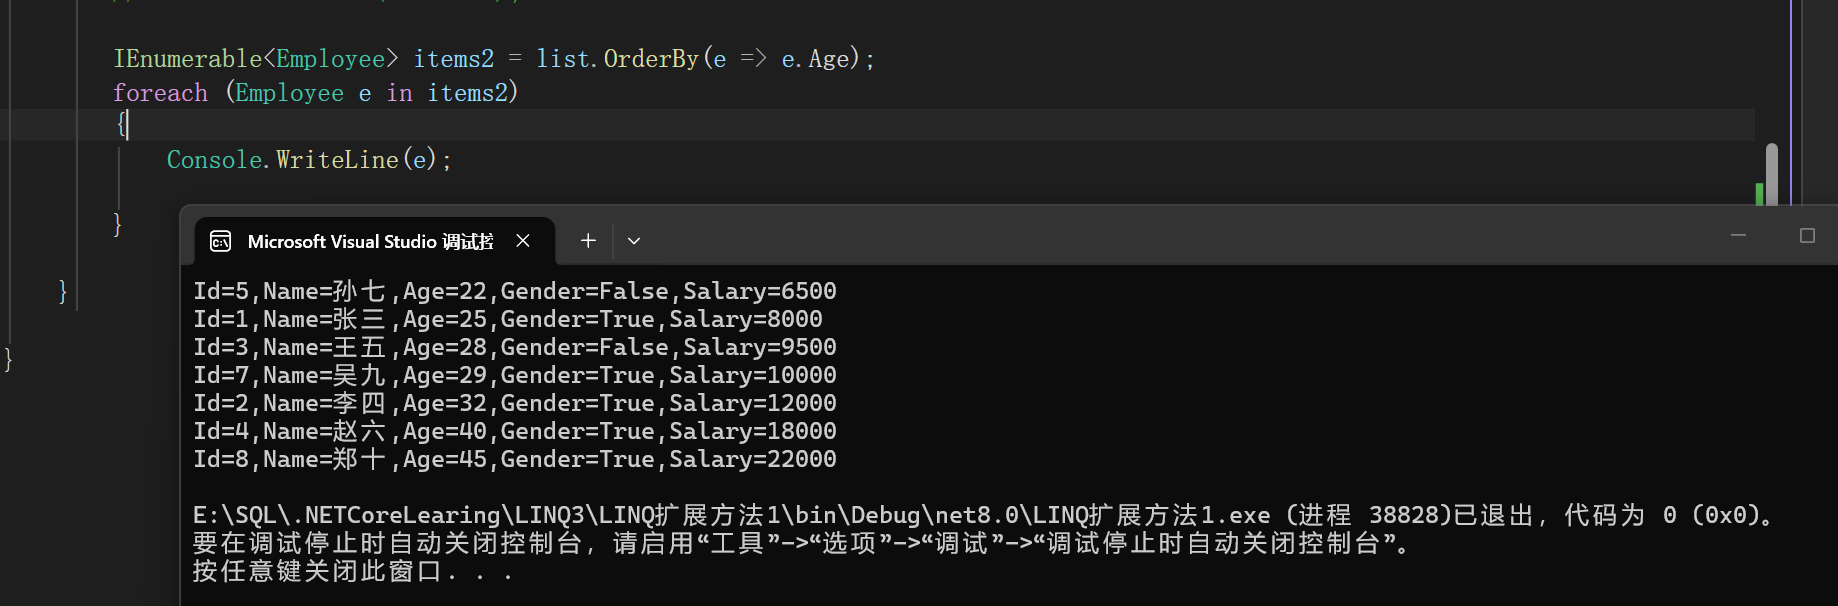 IEnumerable<Employee> items2 = list.OrderBy(e => e.Age);
foreach (Employee e in items2)
{
Console.WriteLine(e);
}
}
}
Microsoft Visual Studio 调试控
Id=5,Name=孙七,Age=22,Gender=False,Salary=6500
Id=1,Name=张三,Age=25,Gender=True,Salary=8000
Id=3,Name=王五,Age=28,Gender=False,Salary=9500
Id=7,Name=吴九,Age=29,Gender=True,Salary=10000
Id=2,Name=李四,Age=32,Gender=True,Salary=12000
Id=4,Name=赵六,Age=40,Gender=True,Salary=18000
Id=8,Name=郑十,Age=45,Gender=True,Salary=22000
E:\SQL\.NETCoreLearing\LINQ3\LINQ扩展方法1\bin\Debug\net8.0\LINQ扩展方法1.exe (进程 38828)已退出，代码为 0 (0x0)。
要在调试停止时自动关闭控制台，请启用“工具”->“选项”->“调试”->“调试停止时自动关闭控制台”。
按任意键关闭此窗口. . .